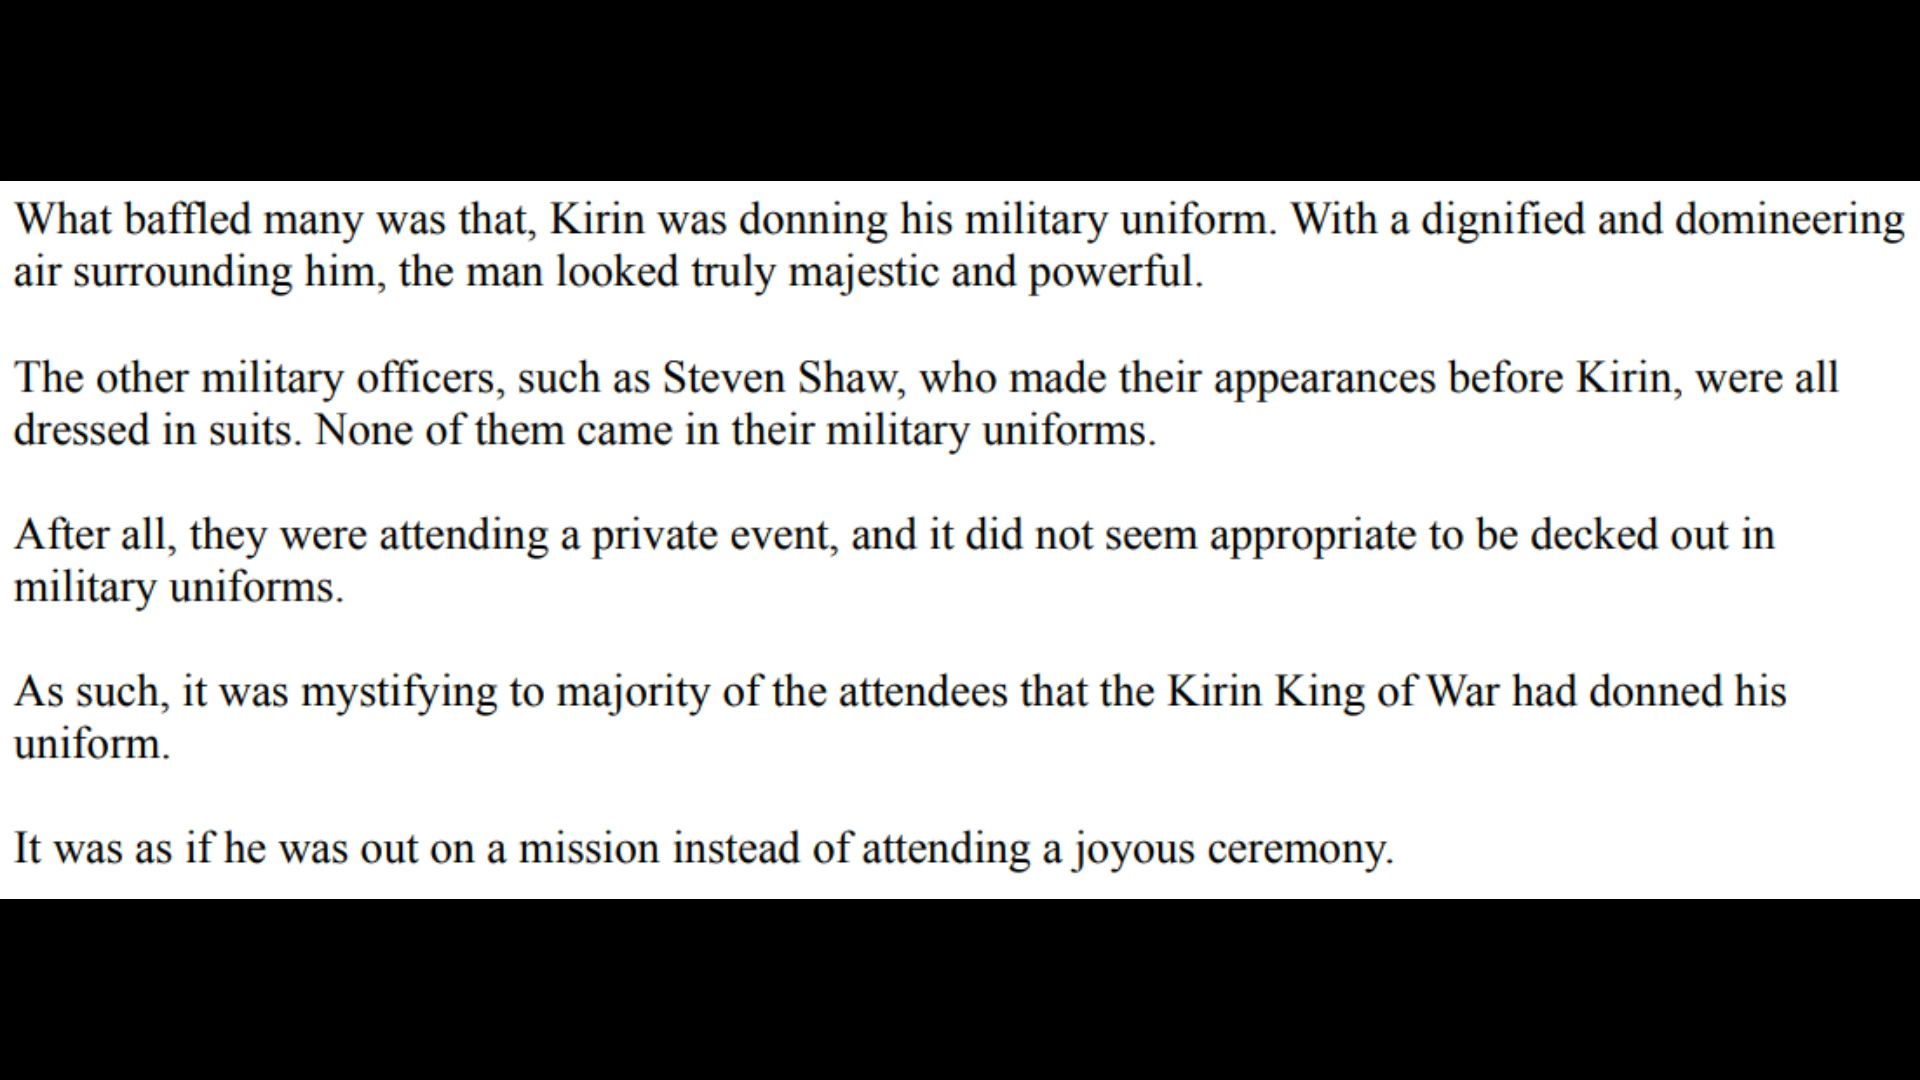 What baffled many was that, Kirin was donning his military uniform. With a dignified and domineering
air surrounding him, the man looked truly majestic and powerful.
The other military officers, such as Steven Shaw, who made their appearances before Kirin, were all
dressed in suits. None of them came in their military uniforms.
After all, they were attending a private event, and it did not seem appropriate to be decked out in
military uniforms.
As such, it was mystifying to majority of the attendees that the Kirin King of War had donned his
uniform.
It was as if he was out on a mission instead of attending a joyous ceremony.